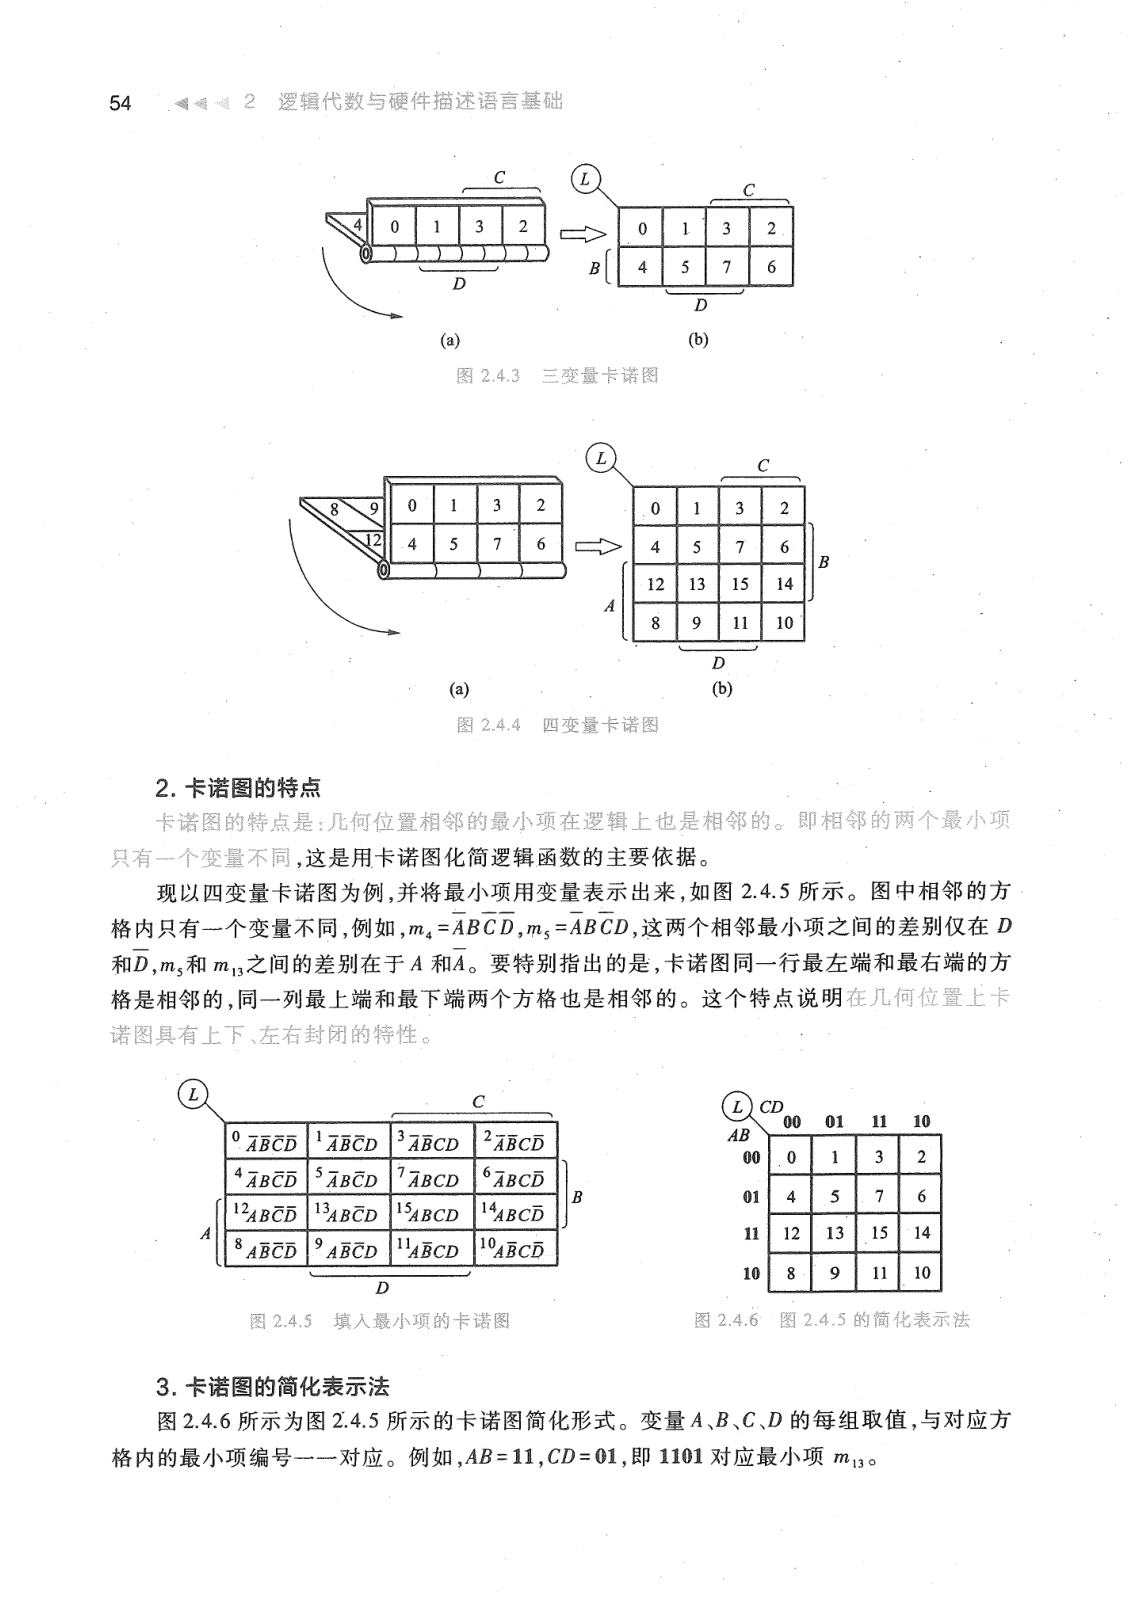 54 2 逻辑代数与硬件描述语言基础
C
L
C
4 0 1 3 2
0 1 3 2
B 4 5 7 6
D
D
(a) (b)
图 2.4.3 三变量卡诺图
L
C
8 9 0 1 3 2
0 1 3 2
12 4 5 7 6
4 5 7 6
B
12 13 15 14
A
8 9 11 10
D
(a) (b)
图 2.4.4 四变量卡诺图
2. 卡诺图的特点
卡诺图的特点是:几何位置相邻的最小项在逻辑上也是相邻的。即相邻的两个最小项
只有一个变量不同,这是用卡诺图化简逻辑函数的主要依据。
现以四变量卡诺图为例,并将最小项用变量表示出来,如图 2.4.5 所示。图中相邻的方
格内只有一个变量不同,例如,m₄=A̅BC̅D̅,m₅=A̅BC̅D,这两个相邻最小项之间的差别仅在 D
和D̅,m₅和 m₁₃之间的差别在于 A 和A̅。要特别指出的是,卡诺图同一行最左端和最右端的方
格是相邻的,同一列最上端和最下端两个方格也是相邻的。这个特点说明在几何位置上卡
诺图具有上下、左右封闭的特性。
L
C
0 A̅B̅C̅D̅ 1 A̅B̅C̅D 3 A̅B̅CD 2 A̅B̅CD̅
4 A̅BC̅D̅ 5 A̅BC̅D 7 A̅BCD 6 A̅BCD̅
B
12 ABC̅D̅ 13 ABC̅D 15 ABCD 14 ABCD̅
A
8 AB̅C̅D̅ 9 AB̅C̅D 11 AB̅CD 10 AB̅CD̅
D
图 2.4.5 填入最小项的卡诺图
L CD
AB 00 01 11 10
00 0 1 3 2
01 4 5 7 6
11 12 13 15 14
10 8 9 11 10
图 2.4.6 图 2.4.5 的简化表示法
3. 卡诺图的简化表示法
图 2.4.6 所示为图 2.4.5 所示的卡诺图简化形式。变量 A、B、C、D 的每组取值,与对应方
格内的最小项编号一一对应。例如,AB=11,CD=01,即 1101 对应最小项 m₁₃。